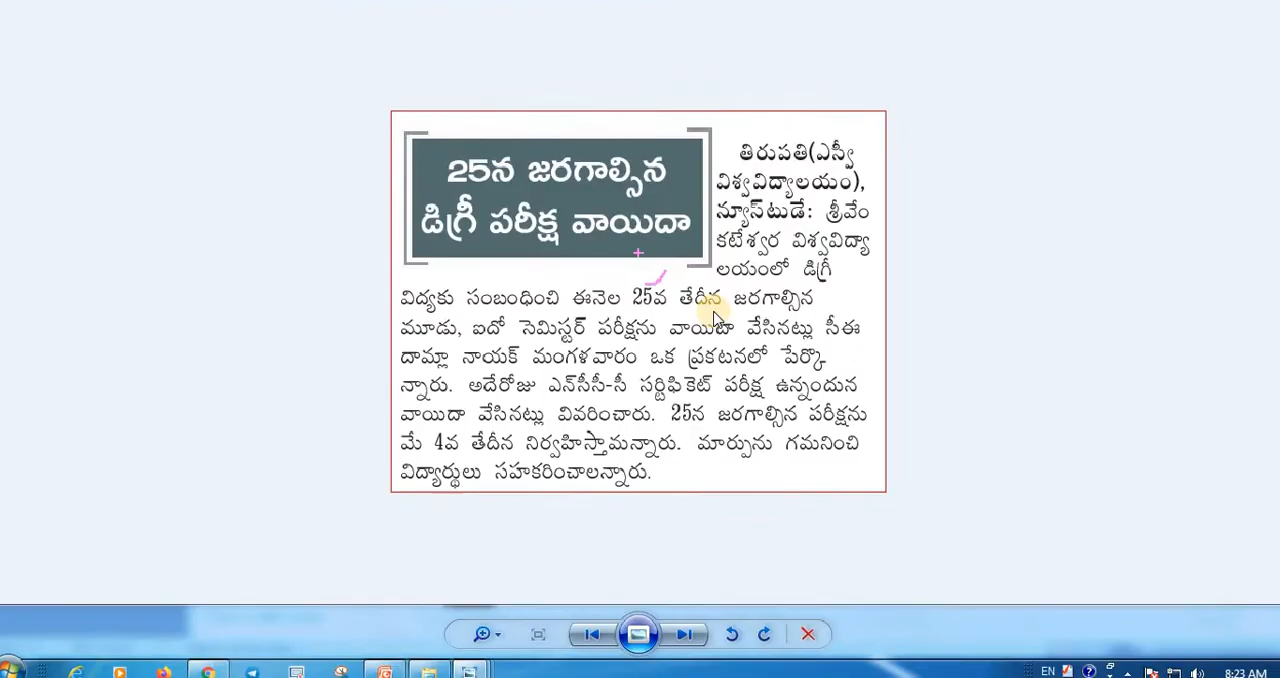 25న జరగాల్సిన
డిగ్రీ పరీక్ష వాయిదా
తిరుపతి(ఎస్వీ
విశ్వవిద్యాలయం),
న్యూస్‌టుడే: శ్రీవేం
కటేశ్వర విశ్వవిద్యా
లయంలో డిగ్రీ
విద్యకు సంబంధించి ఈనెల 25వ తేదీన జరగాల్సిన
మూడు, ఐదో సెమిస్టర్ పరీక్షను వాయిదా వేసినట్లు సీఈ
దామ్లా నాయక్ మంగళవారం ఒక ప్రకటనలో పేర్కొ
న్నారు. అదేరోజు ఎన్‌సీసీ-సీ సర్టిఫికెట్ పరీక్ష ఉన్నందున
వాయిదా వేసినట్లు వివరించారు. 25న జరగాల్సిన పరీక్షను
మే 4వ తేదీన నిర్వహిస్తామన్నారు. మార్పును గమనించి
విద్యార్థులు సహకరించాలన్నారు.
EN
8:23 AM